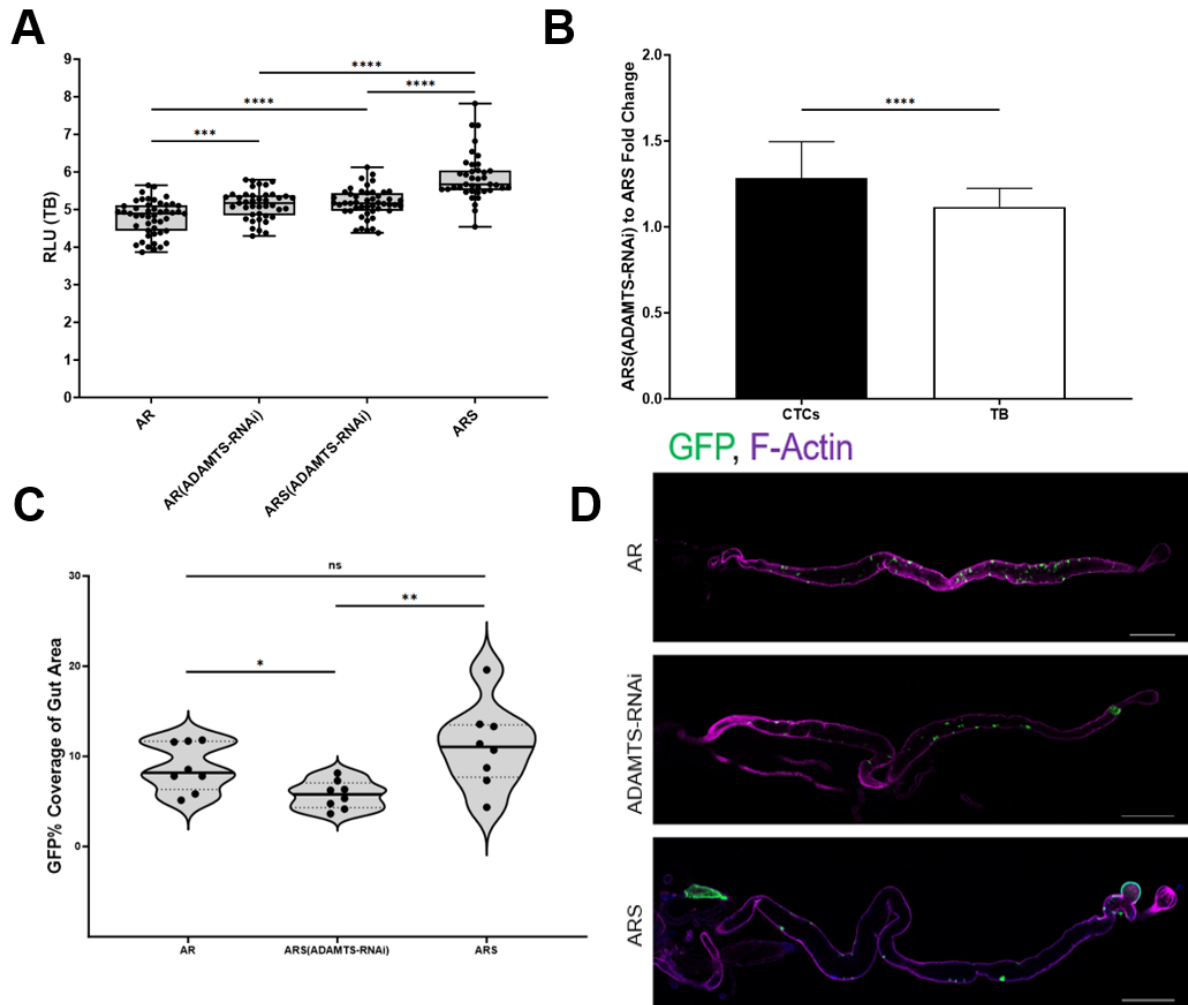 A
RLU (TB)
9
8
7
6
5
4
3
2
1
0
****
****
****
***
AR
AR(ADAMTS-RNAi)
ARS(ADAMTS-RNAi)
ARS
B
ARS(ADAMTS-RNAi) to ARS Fold Change
2.0
1.5
1.0
0.5
0.0
****
CTCs
TB
C
GFP% Coverage of Gut Area
30
20
10
0
ns
**
*
AR
ARS(ADAMTS-RNAi)
ARS
D
GFP, F-Actin
AR
ADAMTS-RNAi
ARS